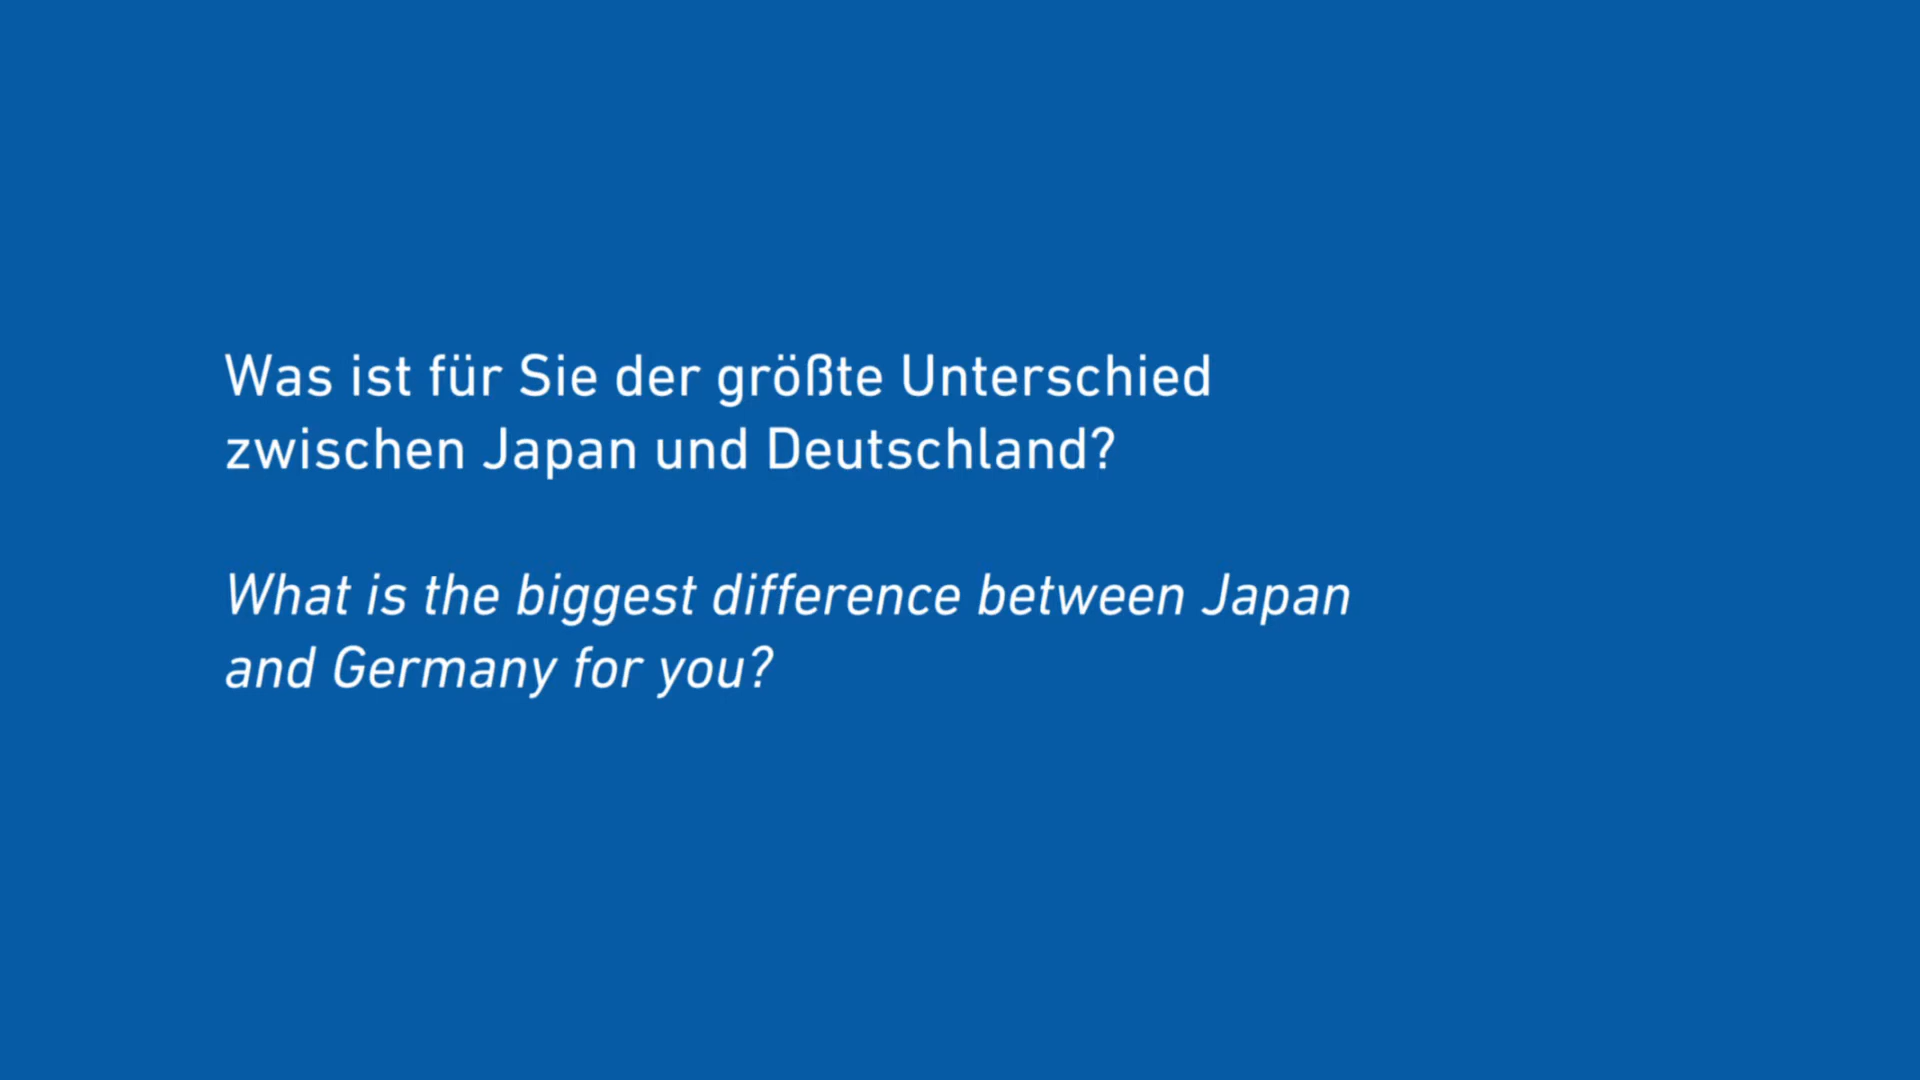 Was ist für Sie der größte Unterschied
zwischen Japan und Deutschland?
What is the biggest difference between Japan
and Germany for you?